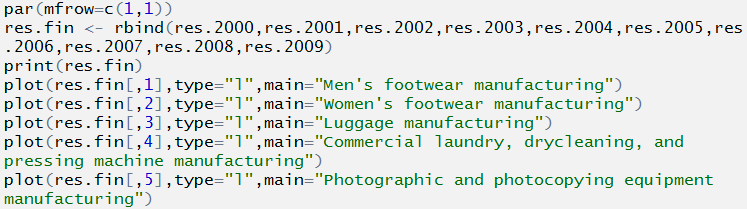 par(mfrow=c(1,1))
res.fin <- rbind(res.2000,res.2001,res.2002,res.2003,res.2004,res.2005,res
.2006,res.2007,res.2008,res.2009)
print(res.fin)
plot(res.fin[,1],type="l",main="Men's footwear manufacturing")
plot(res.fin[,2],type="l",main="Women's footwear manufacturing")
plot(res.fin[,3],type="l",main="Luggage manufacturing")
plot(res.fin[,4],type="l",main="Commercial laundry, drycleaning, and
pressing machine manufacturing")
plot(res.fin[,5],type="l",main="Photographic and photocopying equipment
manufacturing")